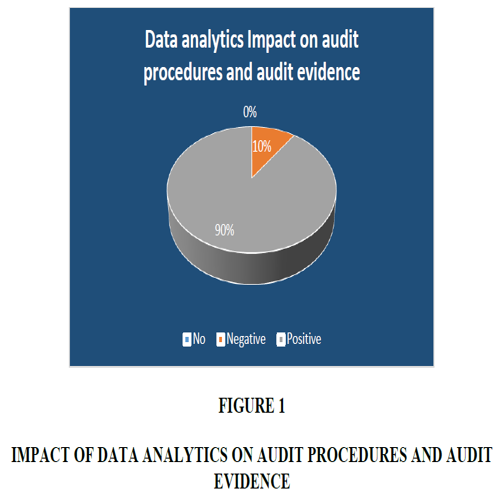 Data analytics Impact on audit
procedures and audit evidence
0%
10%
90%
No Negative Positive
FIGURE 1
IMPACT OF DATA ANALYTICS ON AUDIT PROCEDURES AND AUDIT
EVIDENCE